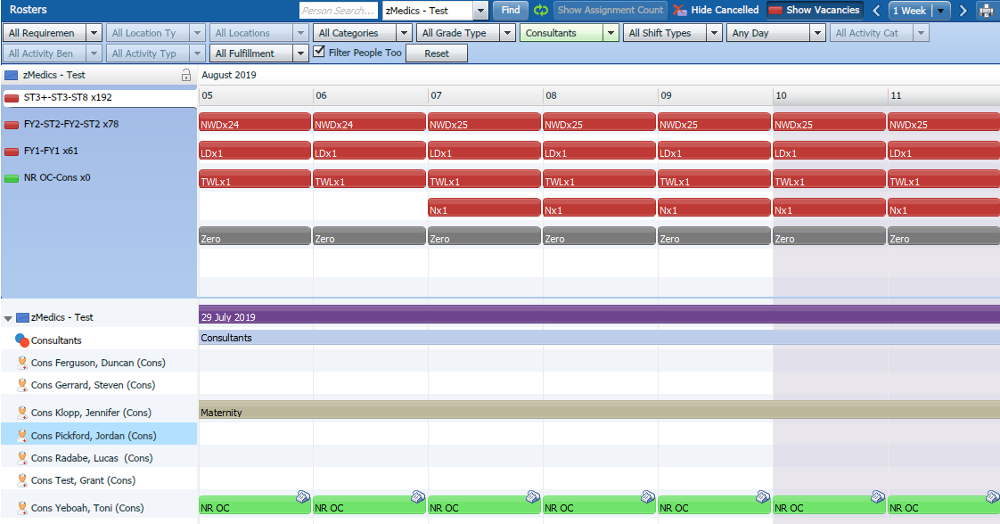 Rosters
Person Search... zMedics - Test Find Show Assignment Count Hide Cancelled Show Vacancies 1 Week
All Requiremen All Location Ty All Locations All Categories All Grade Type Consultants All Shift Types Any Day All Activity Cat
All Activity Ben All Activity Typ All Fulfillment Filter People Too Reset
zMedics - Test August 2019
ST3+-ST3-ST8 x192 05 06 07 08 09 10 11
FY2-ST2-FY2-ST2 x78 NWDx24 NWDx24 NWDx25 NWDx25 NWDx25 NWDx25 NWDx25
FY1-FY1 x61 LDx1 LDx1 LDx1 LDx1 LDx1 LDx1 LDx1
NR OC-Cons x0 TWLx1 TWLx1 TWLx1 TWLx1 TWLx1 TWLx1 TWLx1
Nx1 Nx1 Nx1 Nx1 Nx1
Zero Zero Zero Zero Zero Zero Zero
zMedics - Test 29 July 2019
Consultants Consultants
Cons Ferguson, Duncan (Cons)
Cons Gerrard, Steven (Cons)
Cons Klopp, Jennifer (Cons) Maternity
Cons Pickford, Jordan (Cons)
Cons Radabe, Lucas (Cons)
Cons Test, Grant (Cons)
Cons Yeboah, Toni (Cons) NR OC NR OC NR OC NR OC NR OC NR OC NR OC